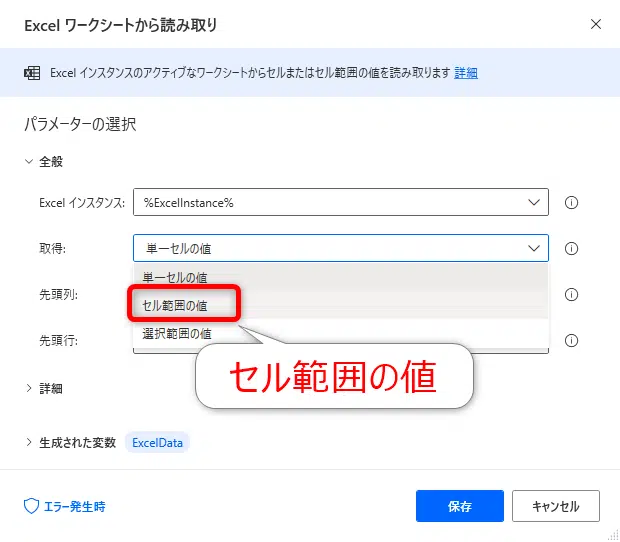 Excel ワークシートから読み取り
Excel インスタンスのアクティブなワークシートからセルまたはセル範囲の値を読み取ります 詳細
パラメーターの選択
全般
Excel インスタンス: %ExcelInstance%
取得: 単一セルの値
単一セルの値
先頭列:
セル範囲の値
先頭行:
選択範囲の値
セル範囲の値
詳細
生成された変数 ExcelData
エラー発生時
保存
キャンセル